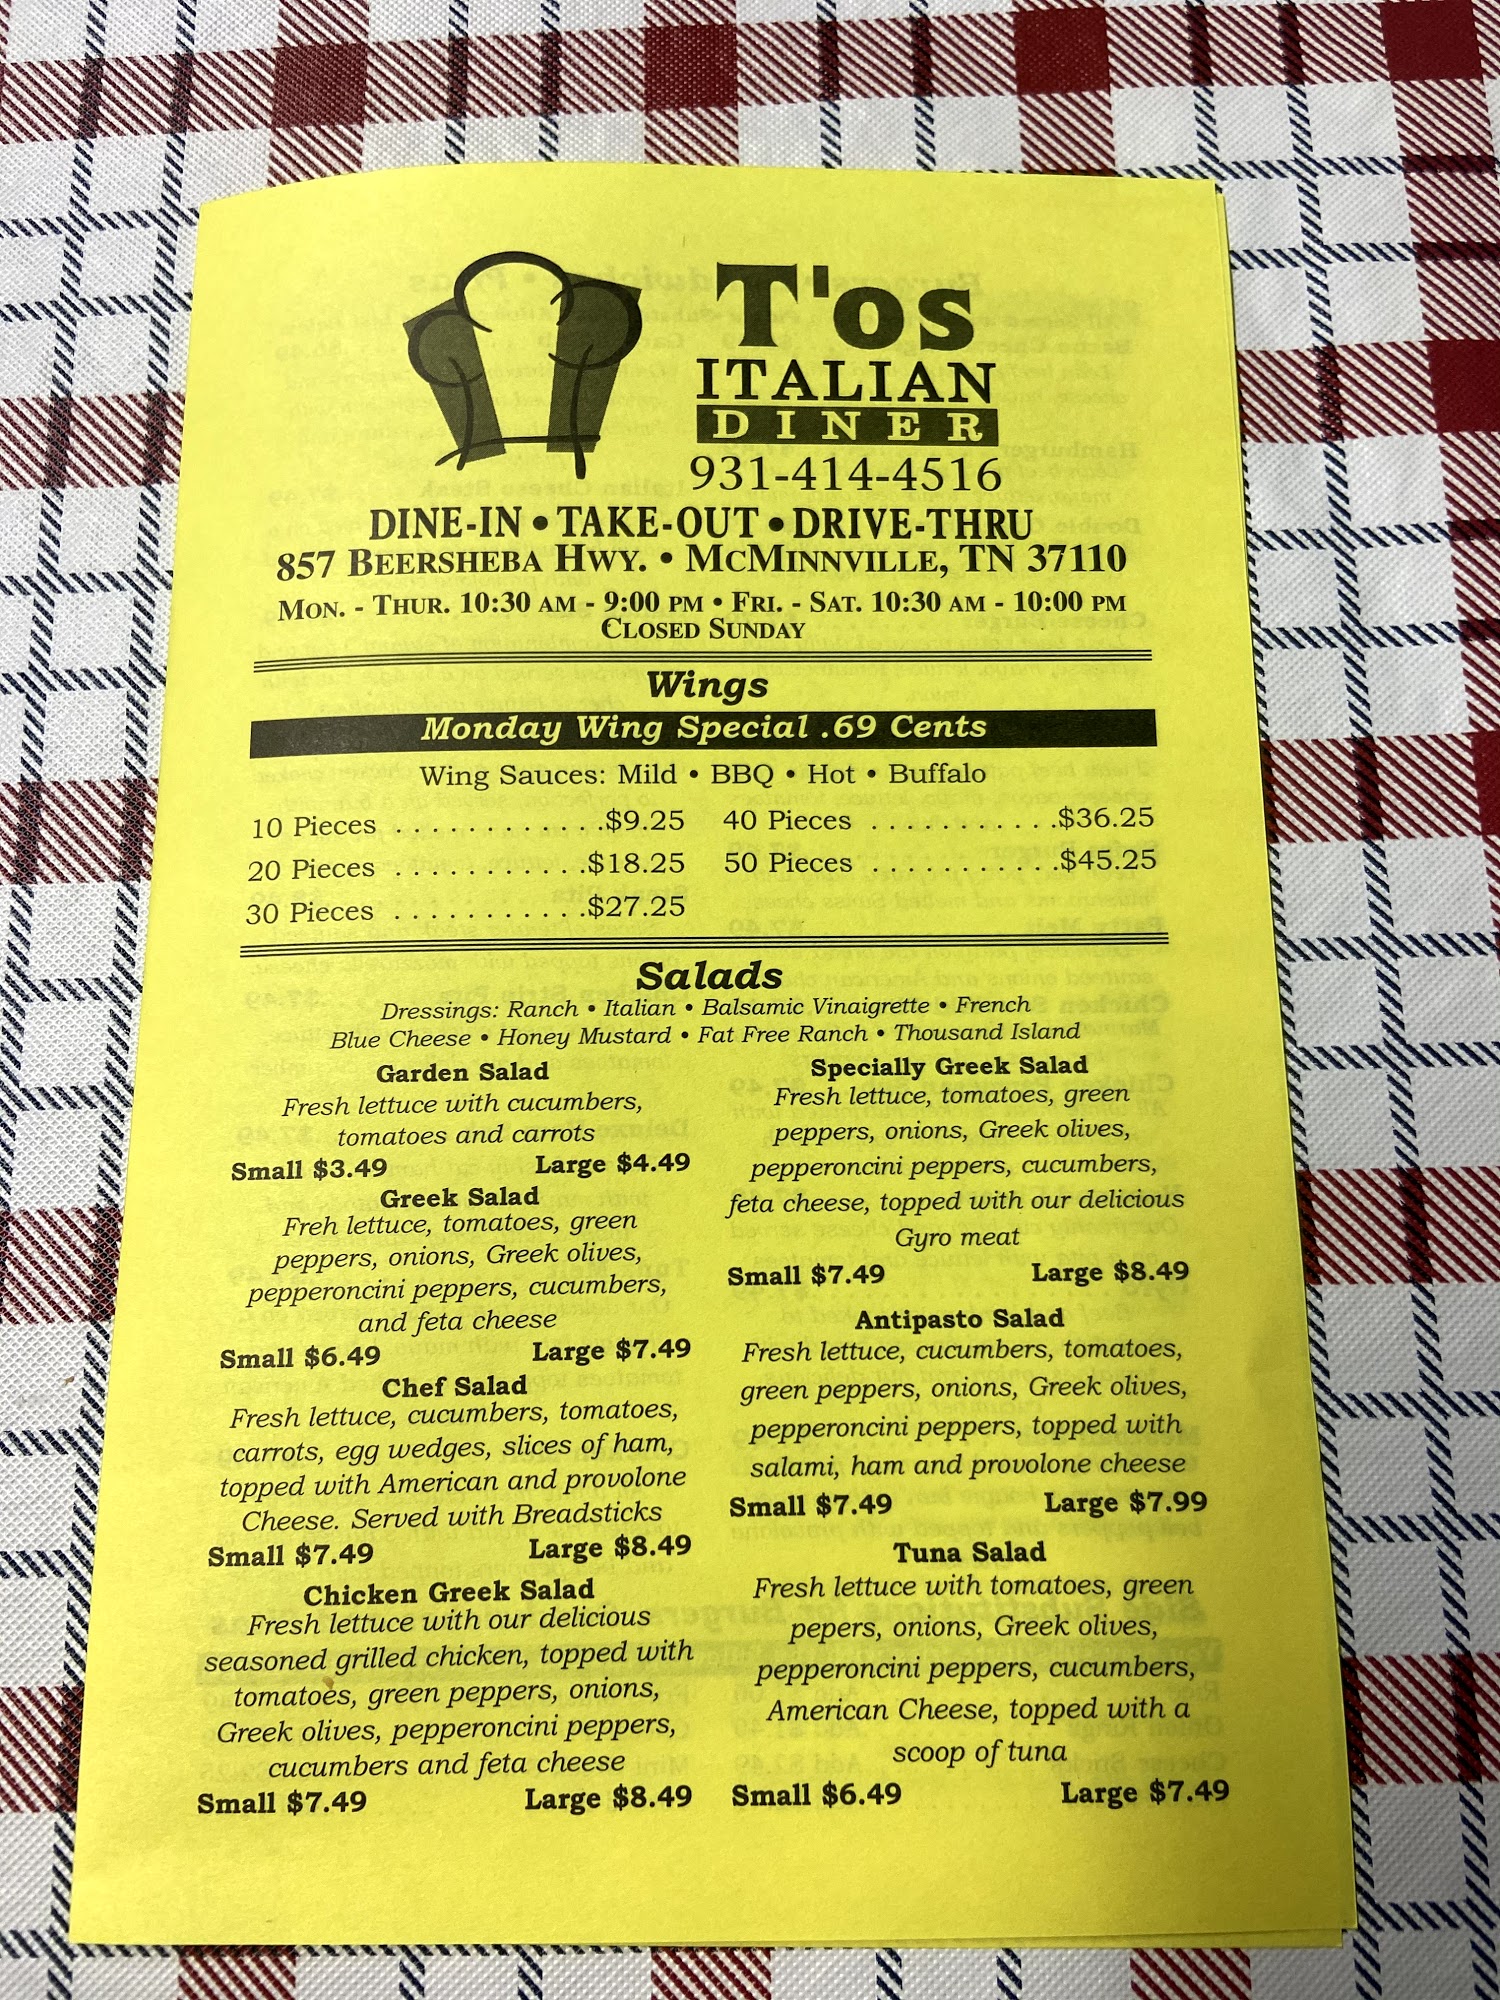 T'os
ITALIAN
DINER
931-414-4516
DINE-IN • TAKE-OUT • DRIVE-THRU
857 BEERSHEBA HWY. • MCMINNVILLE, TN 37110
MON. - THUR. 10:30 AM - 9:00 PM • FRI. - SAT. 10:30 AM - 10:00 PM
CLOSED SUNDAY
Wings
Monday Wing Special .69 Cents
Wing Sauces: Mild • BBQ • Hot • Buffalo
10 Pieces . . . . . . . . . . . .$9.25
20 Pieces . . . . . . . . . . .$18.25
30 Pieces . . . . . . . . . . .$27.25
40 Pieces . . . . . . . . . . .$36.25
50 Pieces . . . . . . . . . . .$45.25
Salads
Dressings: Ranch • Italian • Balsamic Vinaigrette • French
Blue Cheese • Honey Mustard • Fat Free Ranch • Thousand Island
Garden Salad
Fresh lettuce with cucumbers,
tomatoes and carrots
Small $3.49 Large $4.49
Greek Salad
Freh lettuce, tomatoes, green
peppers, onions, Greek olives,
pepperoncini peppers, cucumbers,
and feta cheese
Small $6.49 Large $7.49
Chef Salad
Fresh lettuce, cucumbers, tomatoes,
carrots, egg wedges, slices of ham,
topped with American and provolone
Cheese. Served with Breadsticks
Small $7.49 Large $8.49
Chicken Greek Salad
Fresh lettuce with our delicious
seasoned grilled chicken, topped with
tomatoes, green peppers, onions,
Greek olives, pepperoncini peppers,
cucumbers and feta cheese
Small $7.49 Large $8.49
Specially Greek Salad
Fresh lettuce, tomatoes, green
peppers, onions, Greek olives,
pepperoncini peppers, cucumbers,
feta cheese, topped with our delicious
Gyro meat
Small $7.49 Large $8.49
Antipasto Salad
Fresh lettuce, cucumbers, tomatoes,
green peppers, onions, Greek olives,
pepperoncini peppers, topped with
salami, ham and provolone cheese
Small $7.49 Large $7.99
Tuna Salad
Fresh lettuce with tomatoes, green
pepers, onions, Greek olives,
pepperoncini peppers, cucumbers,
American Cheese, topped with a
scoop of tuna
Small $6.49 Large $7.49